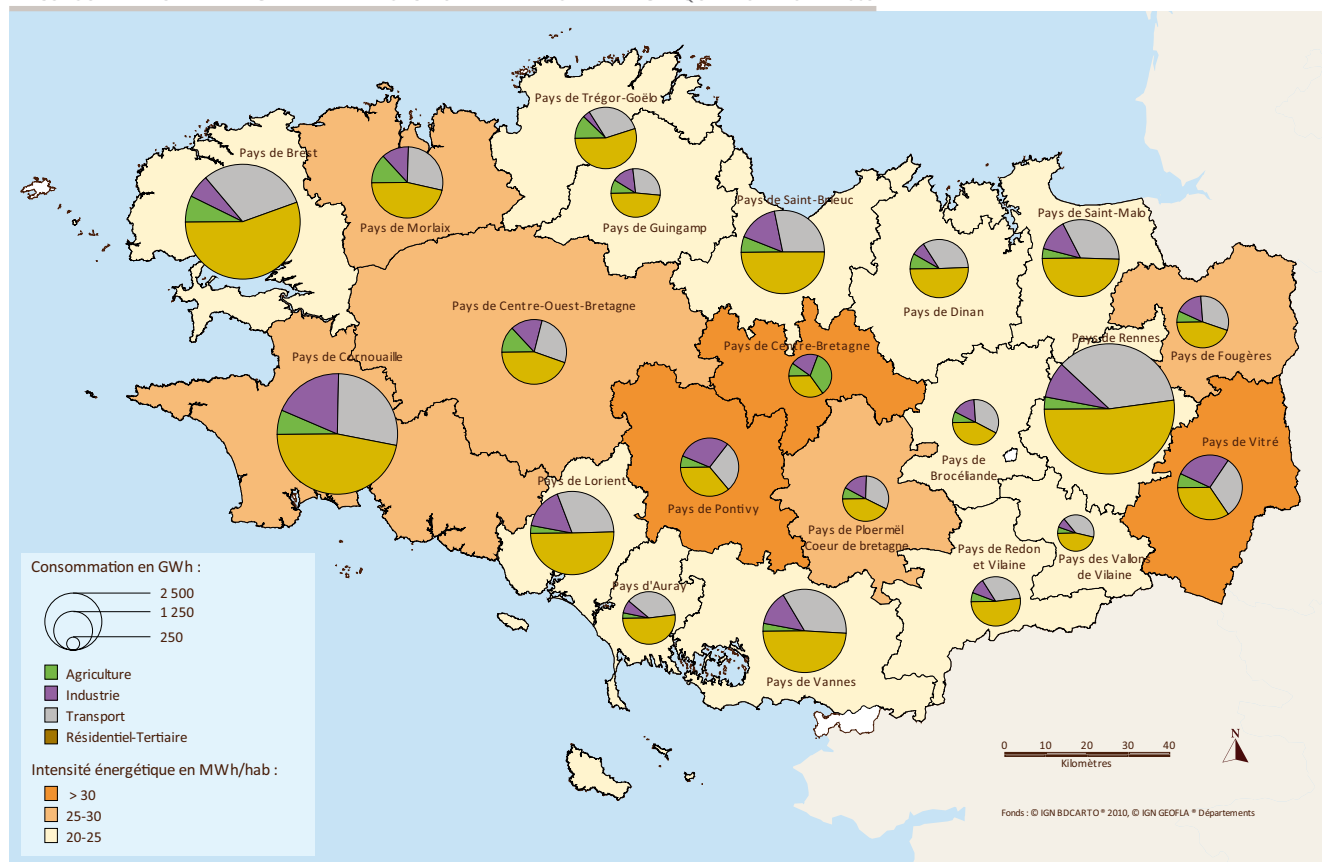 Pays de Trégor-Goëlo
Pays de Brest
Pays de Saint-Brieuc
Pays de Saint-Malo
Pays de Morlaix
Pays de Guingamp
Pays de Centre-Ouest-Bretagne
Pays de Dinan
Pays de Rennes
Pays de Centre-Bretagne
Pays de Cornouaille
Pays de Fougères
Pays de Vitré
Pays de
Brocéliande
Pays de Lorient
Pays de Pontivy
Pays de Ploermël
Coeur de bretagne
Pays de Redon
et Vilaine
Pays des Vallons
de Vilaine
Pays d'Auray
Pays de Vannes
Consommation en GWh :
2 500
1 250
250
Agriculture
Industrie
Transport
Résidentiel-Tertiaire
Intensité énergétique en MWh/hab :
> 30
25-30
20-25
N
0 10 20 30 40
Kilomètres
Fonds : © IGN BDCARTO ® 2010, © IGN GEOFLA ® Départements